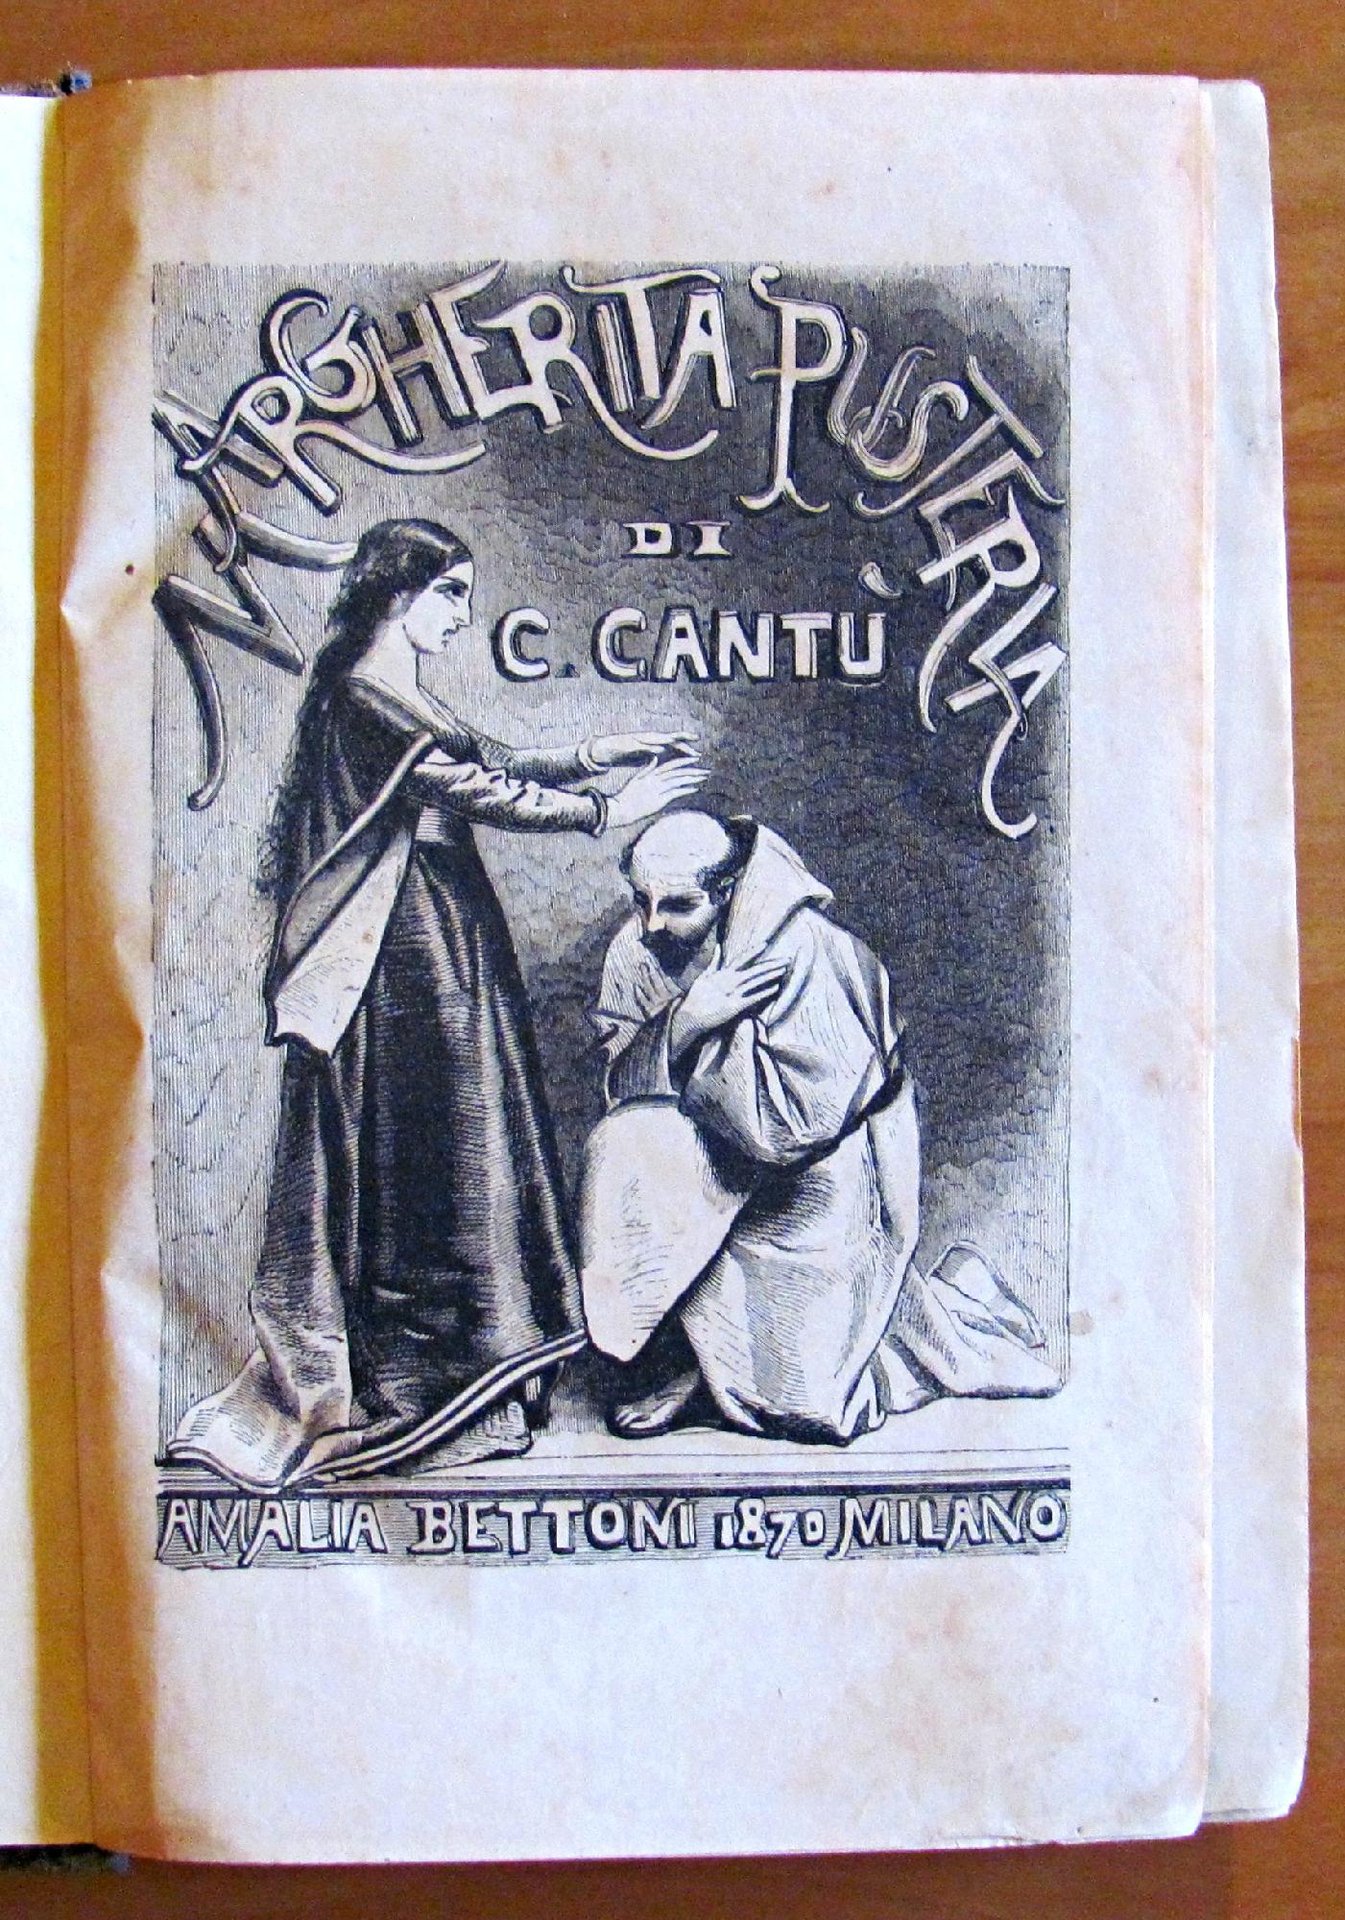 MARGHERITA PUSTERLA
DI
C. CANTÙ
AMALIA BETTONI 1870 MILANO